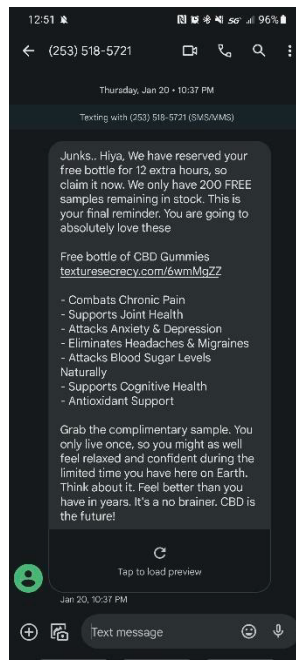 12:51
5G 96%
(253) 518-5721
Thursday, Jan 20 • 10:37 PM
Texting with (253) 518-5721 (SMS/MMS)
Junks.. Hiya, We have reserved your
free bottle for 12 extra hours, so
claim it now. We only have 200 FREE
samples remaining in stock. This is
your final reminder. You are going to
absolutely love these
Free bottle of CBD Gummies
texturesecrecy.com/6wmMgZZ
- Combats Chronic Pain
- Supports Joint Health
- Attacks Anxiety & Depression
- Eliminates Headaches & Migraines
- Attacks Blood Sugar Levels
Naturally
- Supports Cognitive Health
- Antioxidant Support
Grab the complimentary sample. You
only live once, so you might as well
feel relaxed and confident during the
limited time you have here on Earth.
Think about it. Feel better than you
have in years. It's a no brainer. CBD is
the future!
Tap to load preview
Jan 20, 10:37 PM
Text message